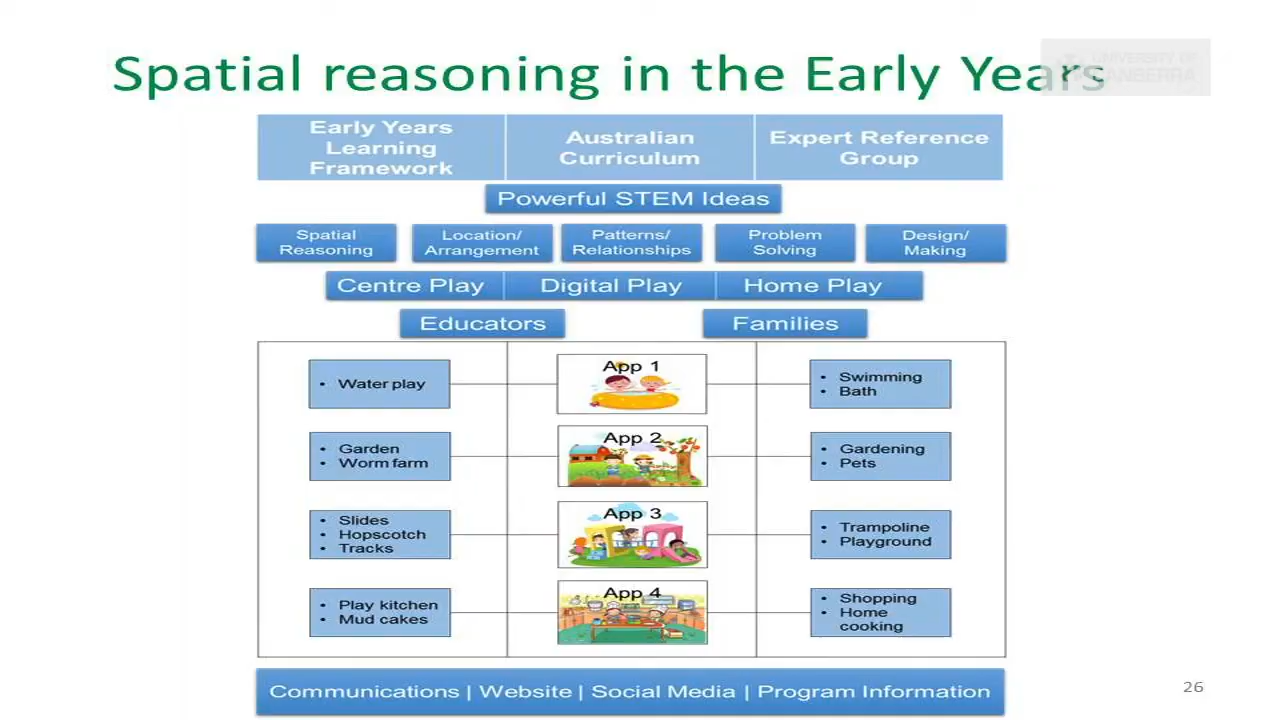 Spatial reasoning in the Early Years
UNIVERSITY OF
CANBERRA
Early Years
Learning
Framework
Australian
Curriculum
Expert Reference
Group
Powerful STEM Ideas
Spatial
Reasoning
Location/
Arrangement
Patterns/
Relationships
Problem
Solving
Design/
Making
Centre Play
Digital Play
Home Play
Educators
Families
• Water play
App 1
• Swimming
• Bath
• Garden
• Worm farm
App 2
• Gardening
• Pets
• Slides
• Hopscotch
• Tracks
App 3
• Trampoline
• Playground
• Play kitchen
• Mud cakes
App 4
• Shopping
• Home
cooking
Communications | Website | Social Media | Program Information
26